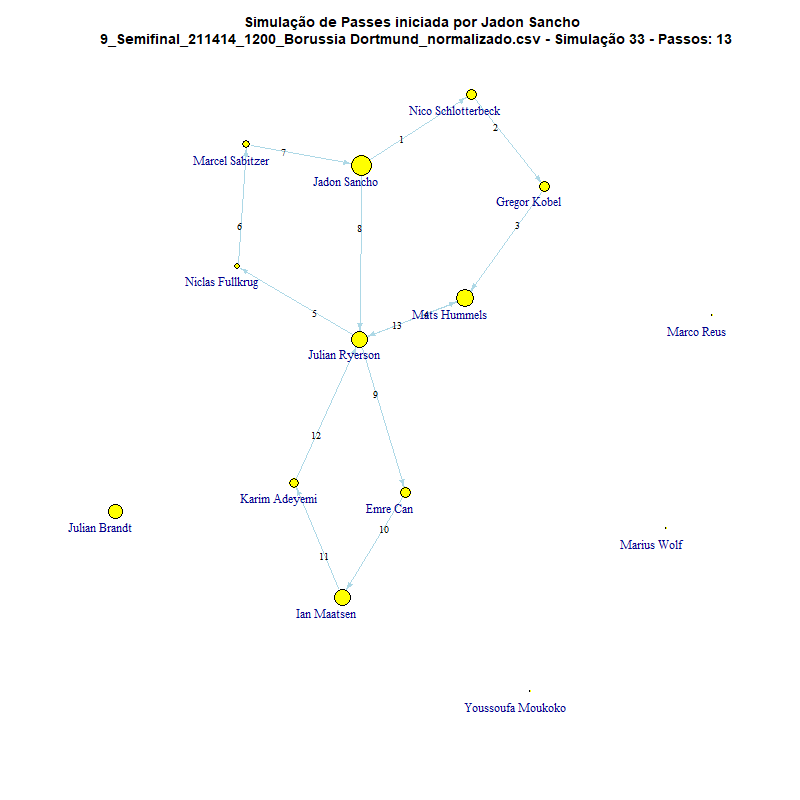 Simulação de Passes iniciada por Jadon Sancho
9_Semifinal_211414_1200_Borussia Dortmund_normalizado.csv - Simulação 33 - Passos: 13
Nico Schlotterbeck
1
2
7
Marcel Sabitzer
Jadon Sancho
Gregor Kobel
3
6
8
Niclas Fullkrug
5
13
4
Mats Hummels
Marco Reus
Julian Ryerson
9
12
Karim Adeyemi
Emre Can
Julian Brandt
10
Marius Wolf
11
Ian Maatsen
Youssoufa Moukoko